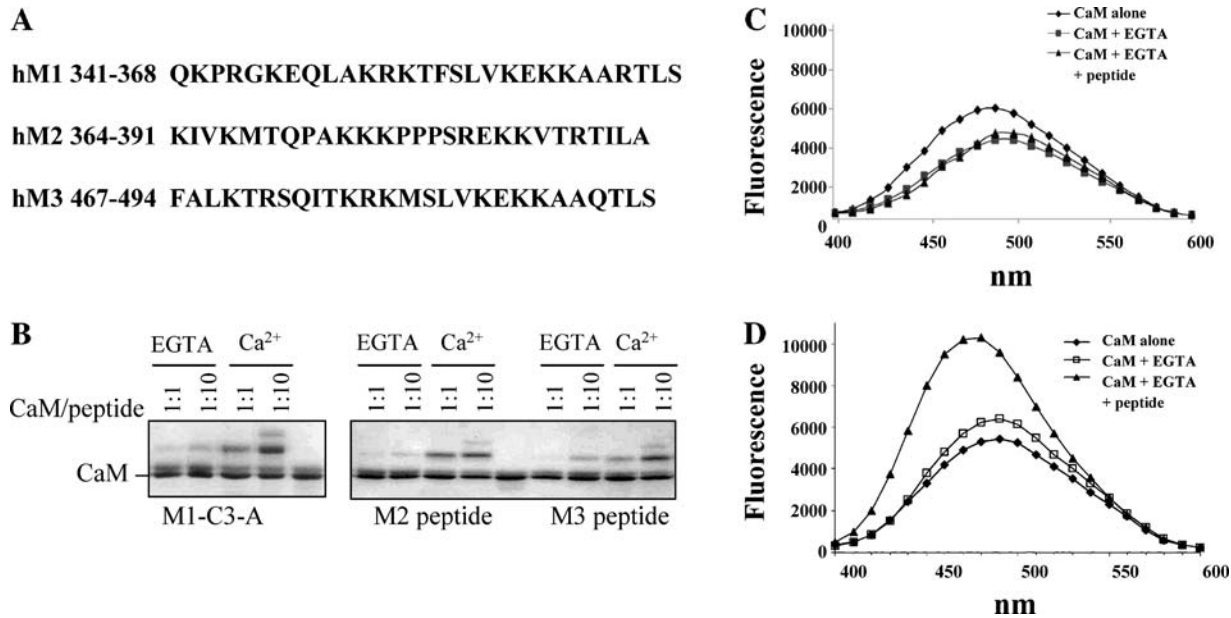 A
hM1 341-368 QKPRGKEQLAKRKTFSLVKEKKAARTLS
hM2 364-391 KIVKMTQPAKKKPPPSREKKVTRTILA
hM3 467-494 FALKTRSQITKRKMSLVKEKKAAQTLS
B
EGTA Ca2+ EGTA Ca2+ EGTA Ca2+
CaM/peptide 1:1 1:10 1:1 1:10 1:1 1:10 1:1 1:10 1:1 1:10 1:1 1:10
CaM
M1-C3-A M2 peptide M3 peptide
C
CaM alone
CaM + EGTA
CaM + EGTA
+ peptide
Fluorescence
10000
8000
6000
4000
2000
0
400 450 500 550 600
nm
D
CaM alone
CaM + EGTA
CaM + EGTA
+ peptide
Fluorescence
10000
8000
6000
4000
2000
0
400 450 500 550 600
nm